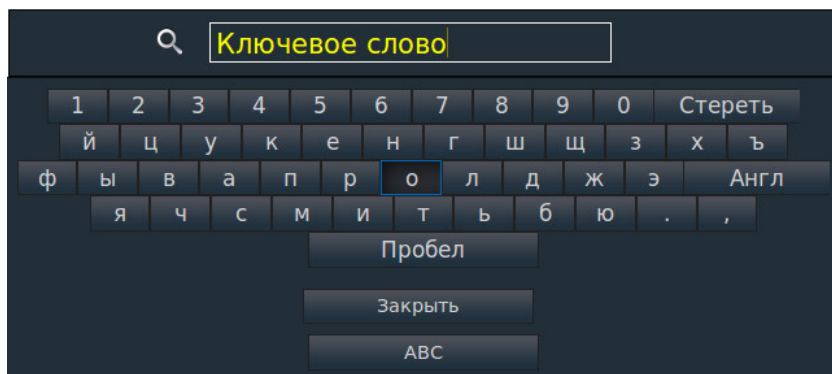 Ключевое слово
1 2 3 4 5 6 7 8 9 0 Стереть
й ц у к е н г ш щ з х ъ
ф ы в а п р о л д ж э Англ
я ч с м и т ь б ю . ,
Пробел
Закрыть
ABC